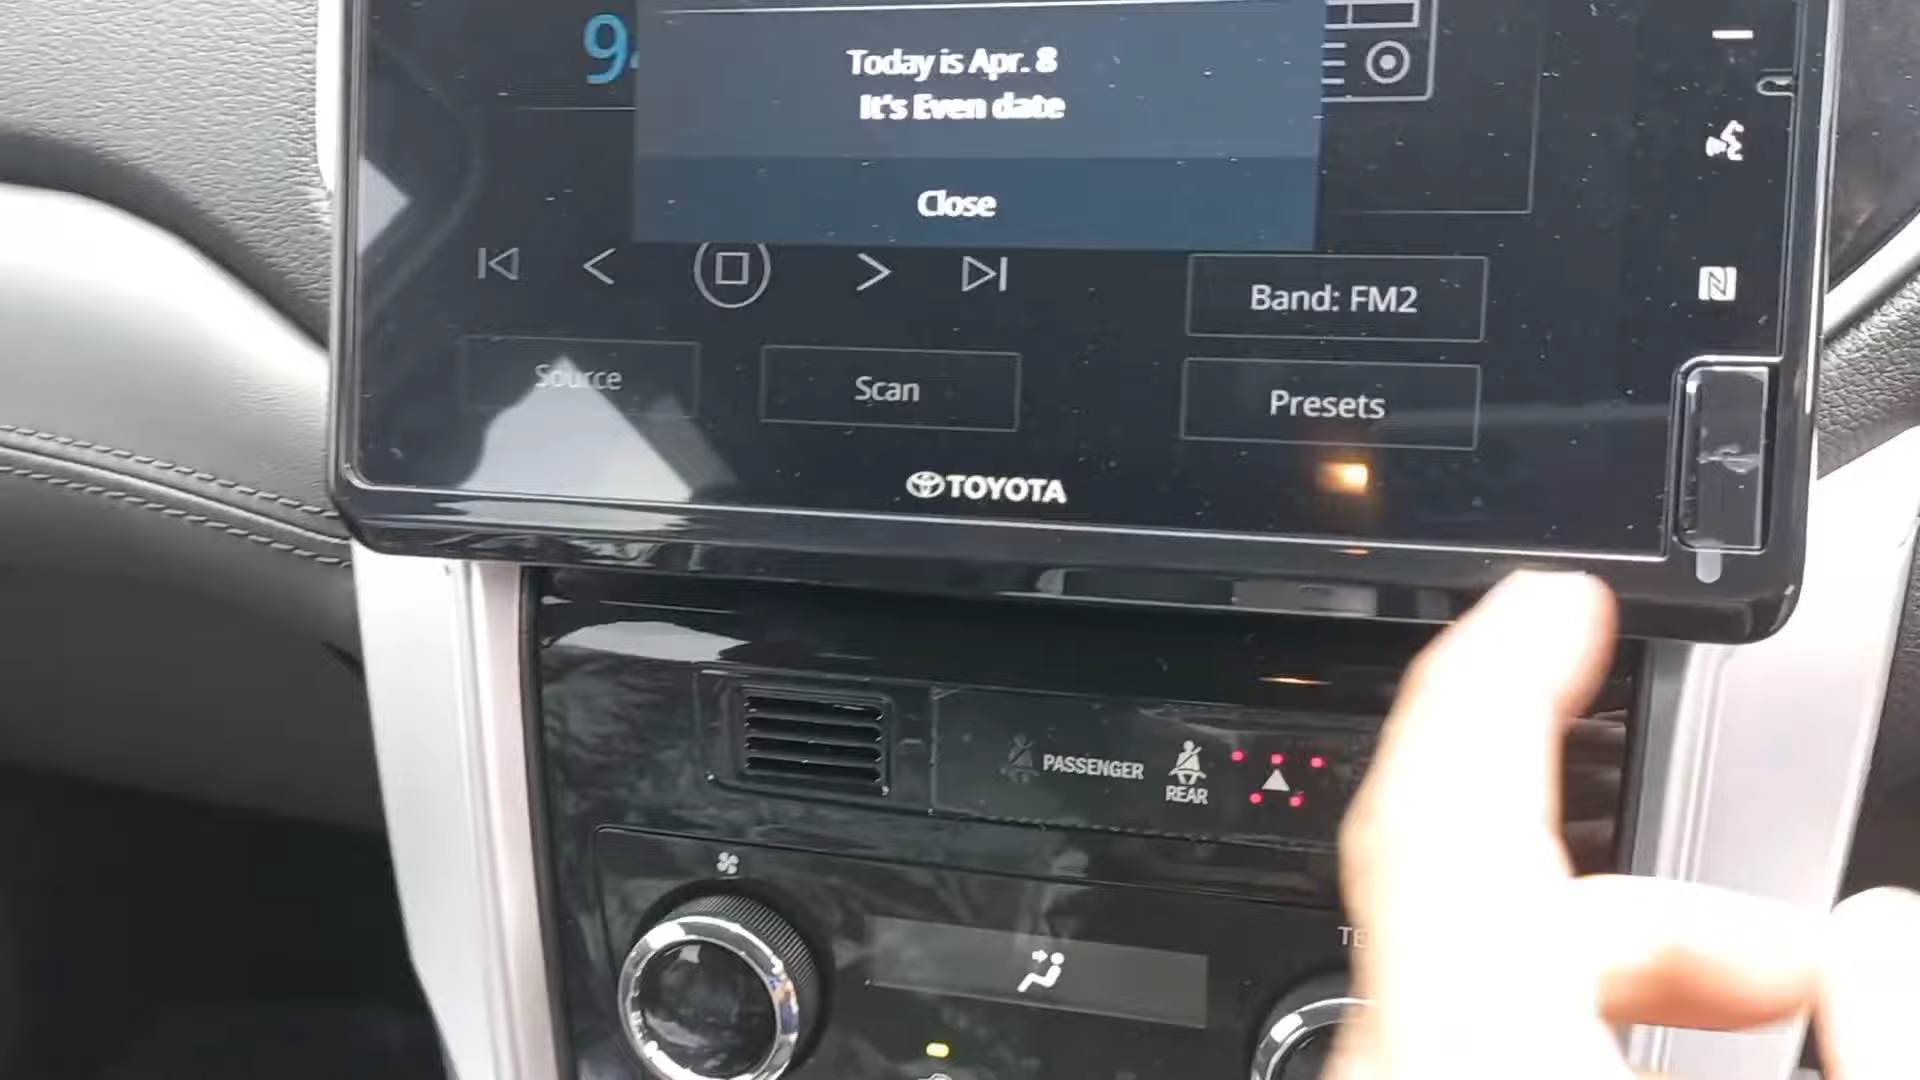 Today is Apr. 8
It's Even date
Close
Band: FM2
Source
Scan
Presets
TOYOTA
PASSENGER
REAR